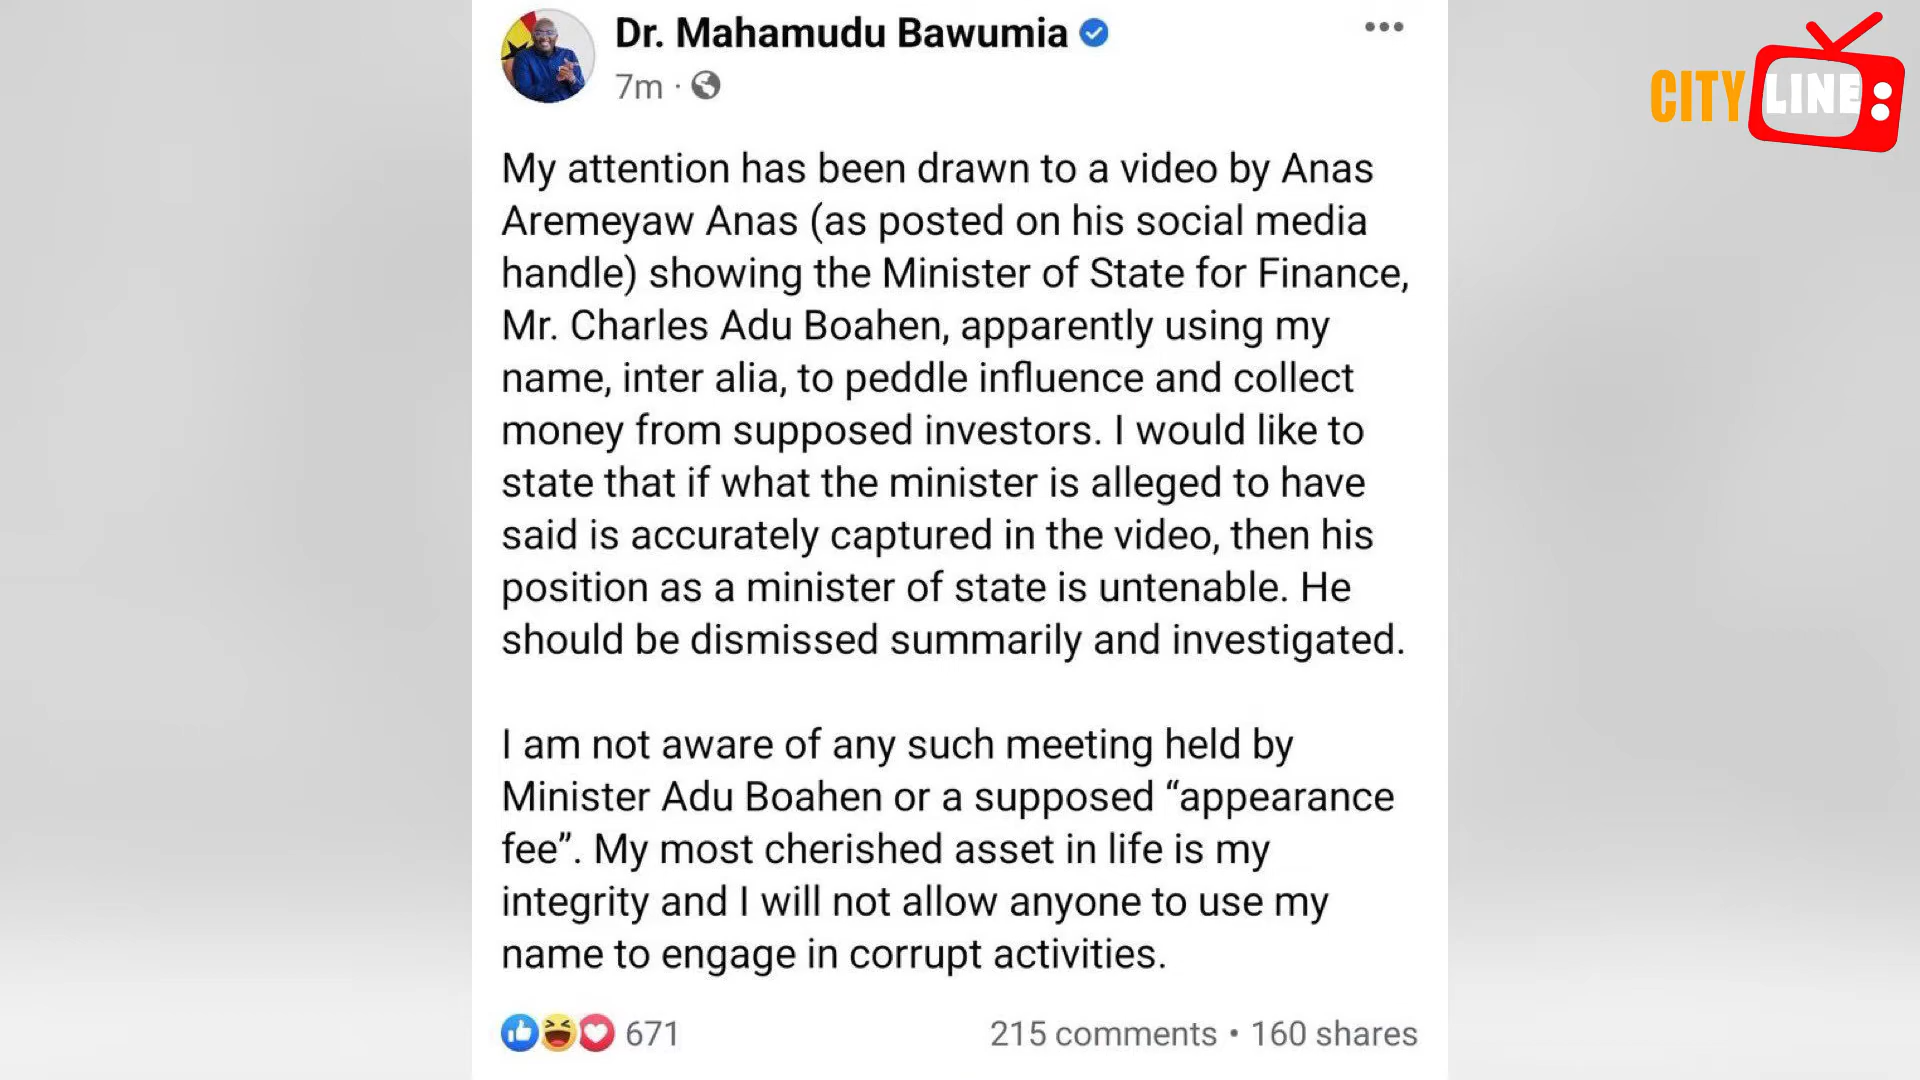 Dr. Mahamudu Bawumia
7m ·
CITY LINE
My attention has been drawn to a video by Anas
Aremeyaw Anas (as posted on his social media
handle) showing the Minister of State for Finance,
Mr. Charles Adu Boahen, apparently using my
name, inter alia, to peddle influence and collect
money from supposed investors. I would like to
state that if what the minister is alleged to have
said is accurately captured in the video, then his
position as a minister of state is untenable. He
should be dismissed summarily and investigated.
I am not aware of any such meeting held by
Minister Adu Boahen or a supposed “appearance
fee”. My most cherished asset in life is my
integrity and I will not allow anyone to use my
name to engage in corrupt activities.
671
215 comments • 160 shares